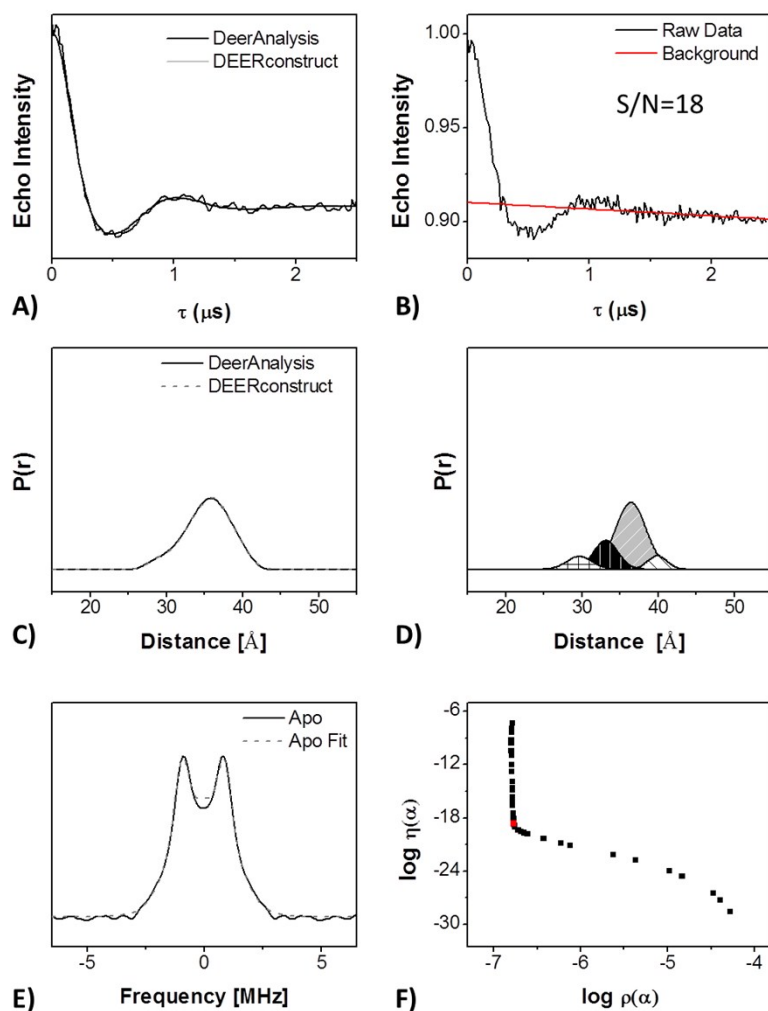 DeerAnalysis
DEERconstruct
Echo Intensity
0 1 2
τ (μs)
A)
1.00
0.95
0.90
Raw Data
Background
S/N=18
Echo Intensity
0 1 2
τ (μs)
B)
DeerAnalysis
DEERconstruct
P(r)
20 30 40 50
Distance [Å]
C)
P(r)
20 30 40 50
Distance [Å]
D)
Apo
Apo Fit
-5 0 5
Frequency [MHz]
E)
-6
-12
-18
-24
-30
log η(α)
-7 -6 -5 -4
log ρ(α)
F)